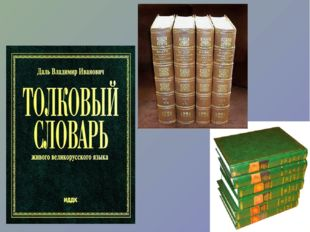 Даль Владимир Иванович
ТОЛКОВЫЙ
СЛОВАРЬ
живого великорусского языка
ИДДК